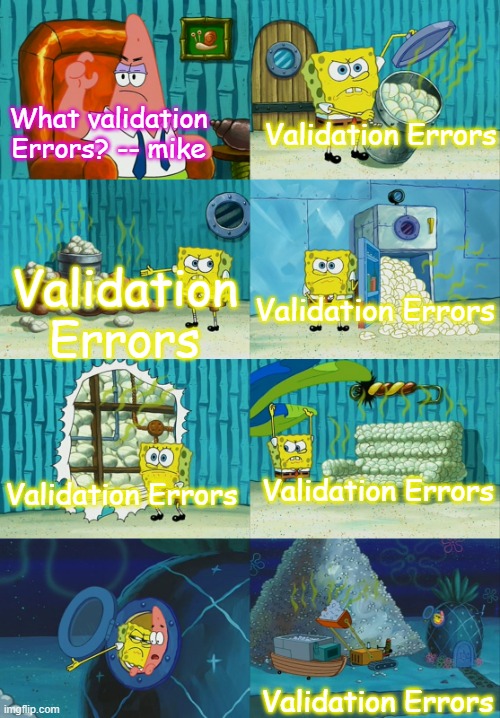 What validation
Errors? -- mike
Validation Errors
Validation
Errors
Validation Errors
Validation Errors
Validation Errors
Validation Errors
imgflip.com